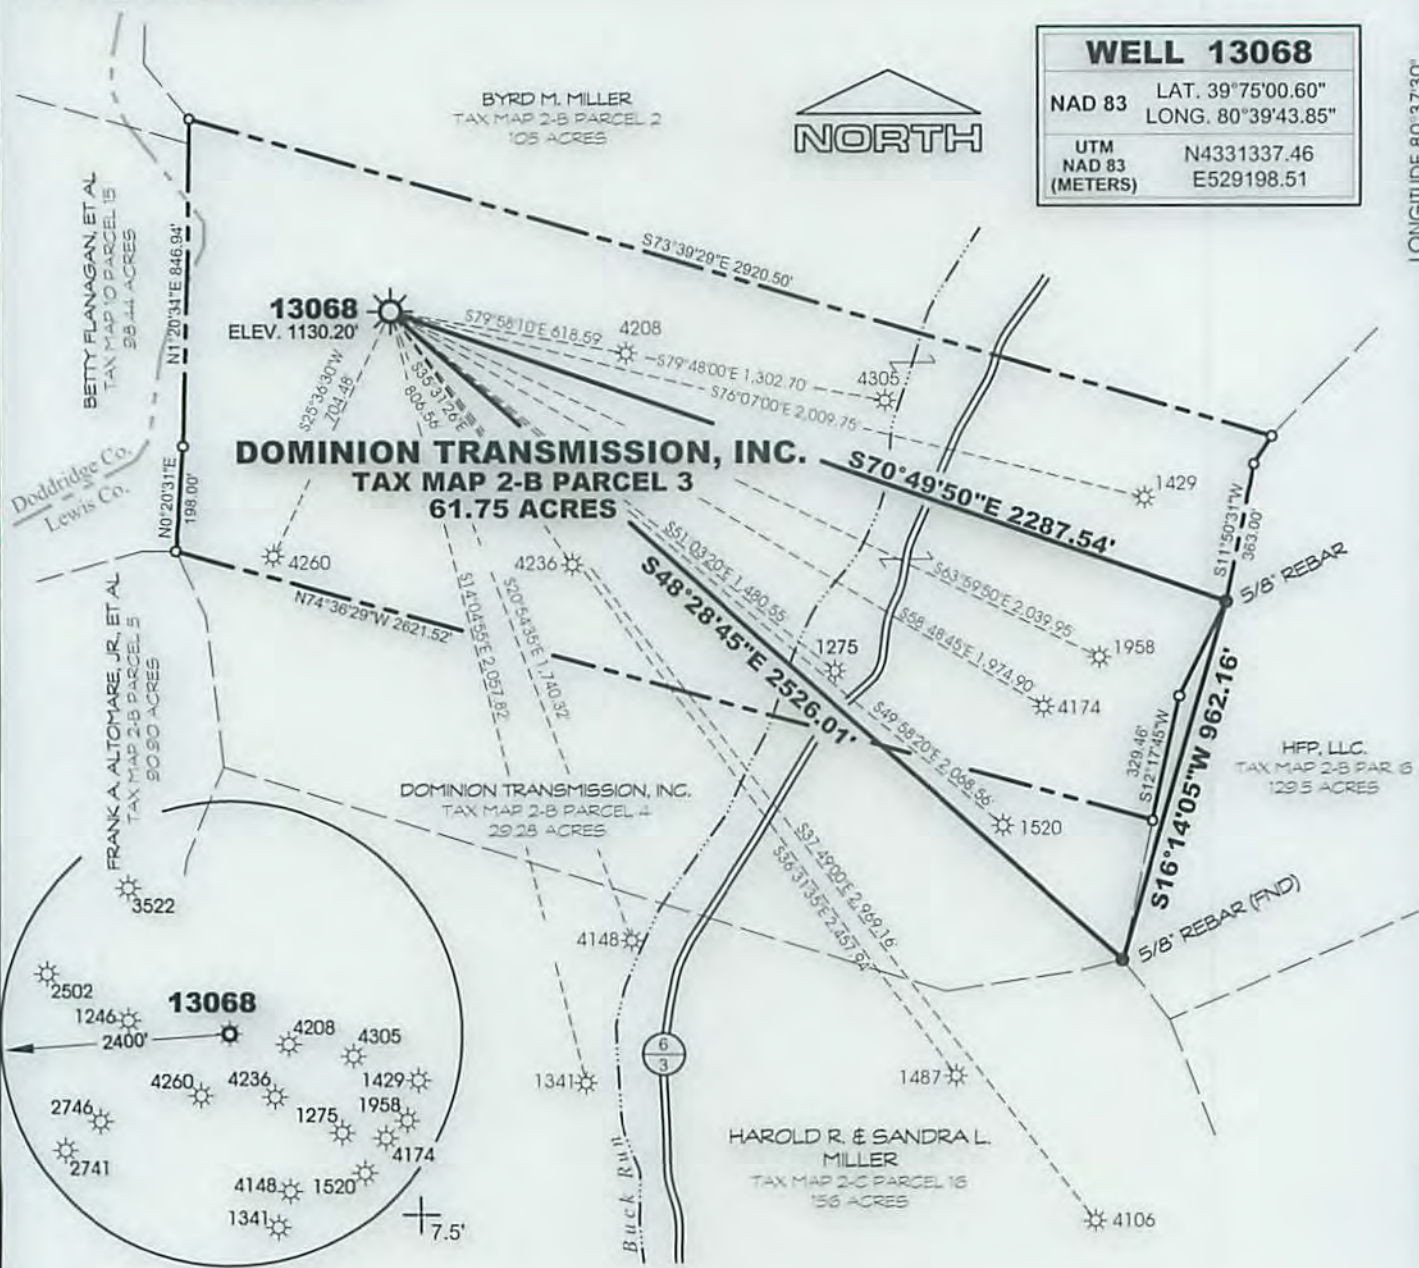 WELL 13068
NAD 83
LAT. 39°75'00.60"
LONG. 80°39'43.85"
UTM
NAD 83
(METERS)
N4331337.46
E529198.51
LONGITUDE 80°37'30"
NORTH
BYRD M. MILLER
TAX MAP 2-B PARCEL 2
105 ACRES
BETTY FLANAGAN, ET AL
TAX MAP 10 PARCEL 15
98.44 ACRES
N1°20'34"E 846.94'
S73°39'29"E 2920.50'
13068
ELEV. 1130.20'
S79°58'10"E 618.59
4208
S79°48'00"E 1,302.70'
4305
S76°07'00"E 2,009.75'
1429
S25°36'30"W
704.48
S35°31'26"E
806.56'
DOMINION TRANSMISSION, INC.
TAX MAP 2-B PARCEL 3
61.75 ACRES
S70°49'50"E 2287.54'
S11°50'31"W
363.00'
5/8" REBAR
Doddridge Co.
Lewis Co.
N0°20'31"E
198.00'
4260
4236
N74°36'29"W 2621.52'
S51°03'20"E 1,480.55
S48°28'45"E 2526.01'
S63°59'50"E 2,039.95'
1958
S58°48'45"E 1,974.90'
4174
1275
S14°04'55"E 2,057.82'
S20°54'35"E 1,740.32'
S49°58'20"E 2,068.56'
1520
329.46'
S12°17'45"W
S16°14'05"W 962.16'
HFP, LLC.
TAX MAP 2-B PAR. 6
129.5 ACRES
FRANK A. ALTOMARE, JR., ET AL
TAX MAP 2-B PARCEL 5
90.90 ACRES
DOMINION TRANSMISSION, INC.
TAX MAP 2-B PARCEL 4
29.28 ACRES
S37°49'00"E 2,969.16'
S36°31'35"E 2,457.94'
5/8" REBAR (FND)
4148
1341
6
3
1487
4106
HAROLD R. & SANDRA L.
MILLER
TAX MAP 2-C PARCEL 16
156 ACRES
Buck Run
3522
2502
1246
13068
2400'
4208
4305
4260
4236
1429
2746
1275
1958
2741
4174
4148
1520
1341
7.5'